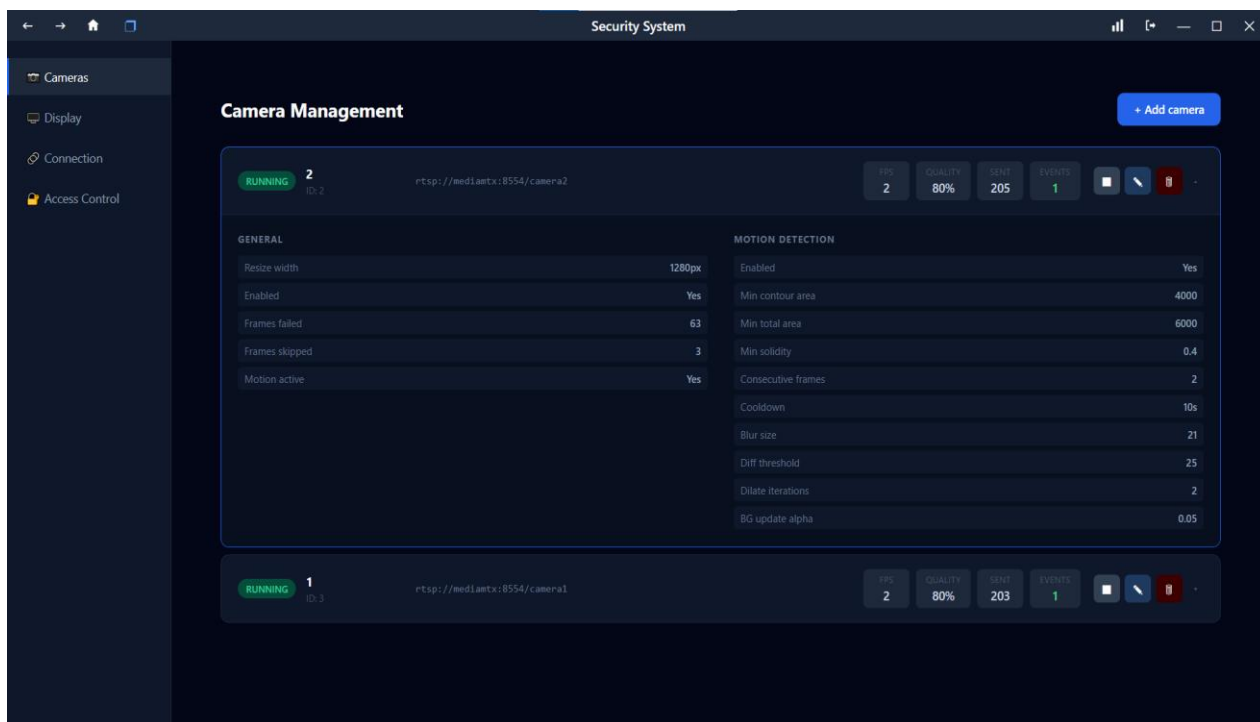 Security System
Cameras
Display
Connection
Access Control
Camera Management
+ Add camera
RUNNING
2
ID: 2
rtsp://mediamtx:8554/camera2
FPS
2
QUALITY
80%
SENT
205
EVENTS
1
GENERAL
Resize width 1280px
Enabled Yes
Frames failed 63
Frames skipped 3
Motion active Yes
MOTION DETECTION
Enabled Yes
Min contour area 4000
Min total area 6000
Min solidity 0.4
Consecutive frames 2
Cooldown 10s
Blur size 21
Diff threshold 25
Dilate iterations 2
BG update alpha 0.05
RUNNING
1
ID: 3
rtsp://mediamtx:8554/camera1
FPS
2
QUALITY
80%
SENT
203
EVENTS
1